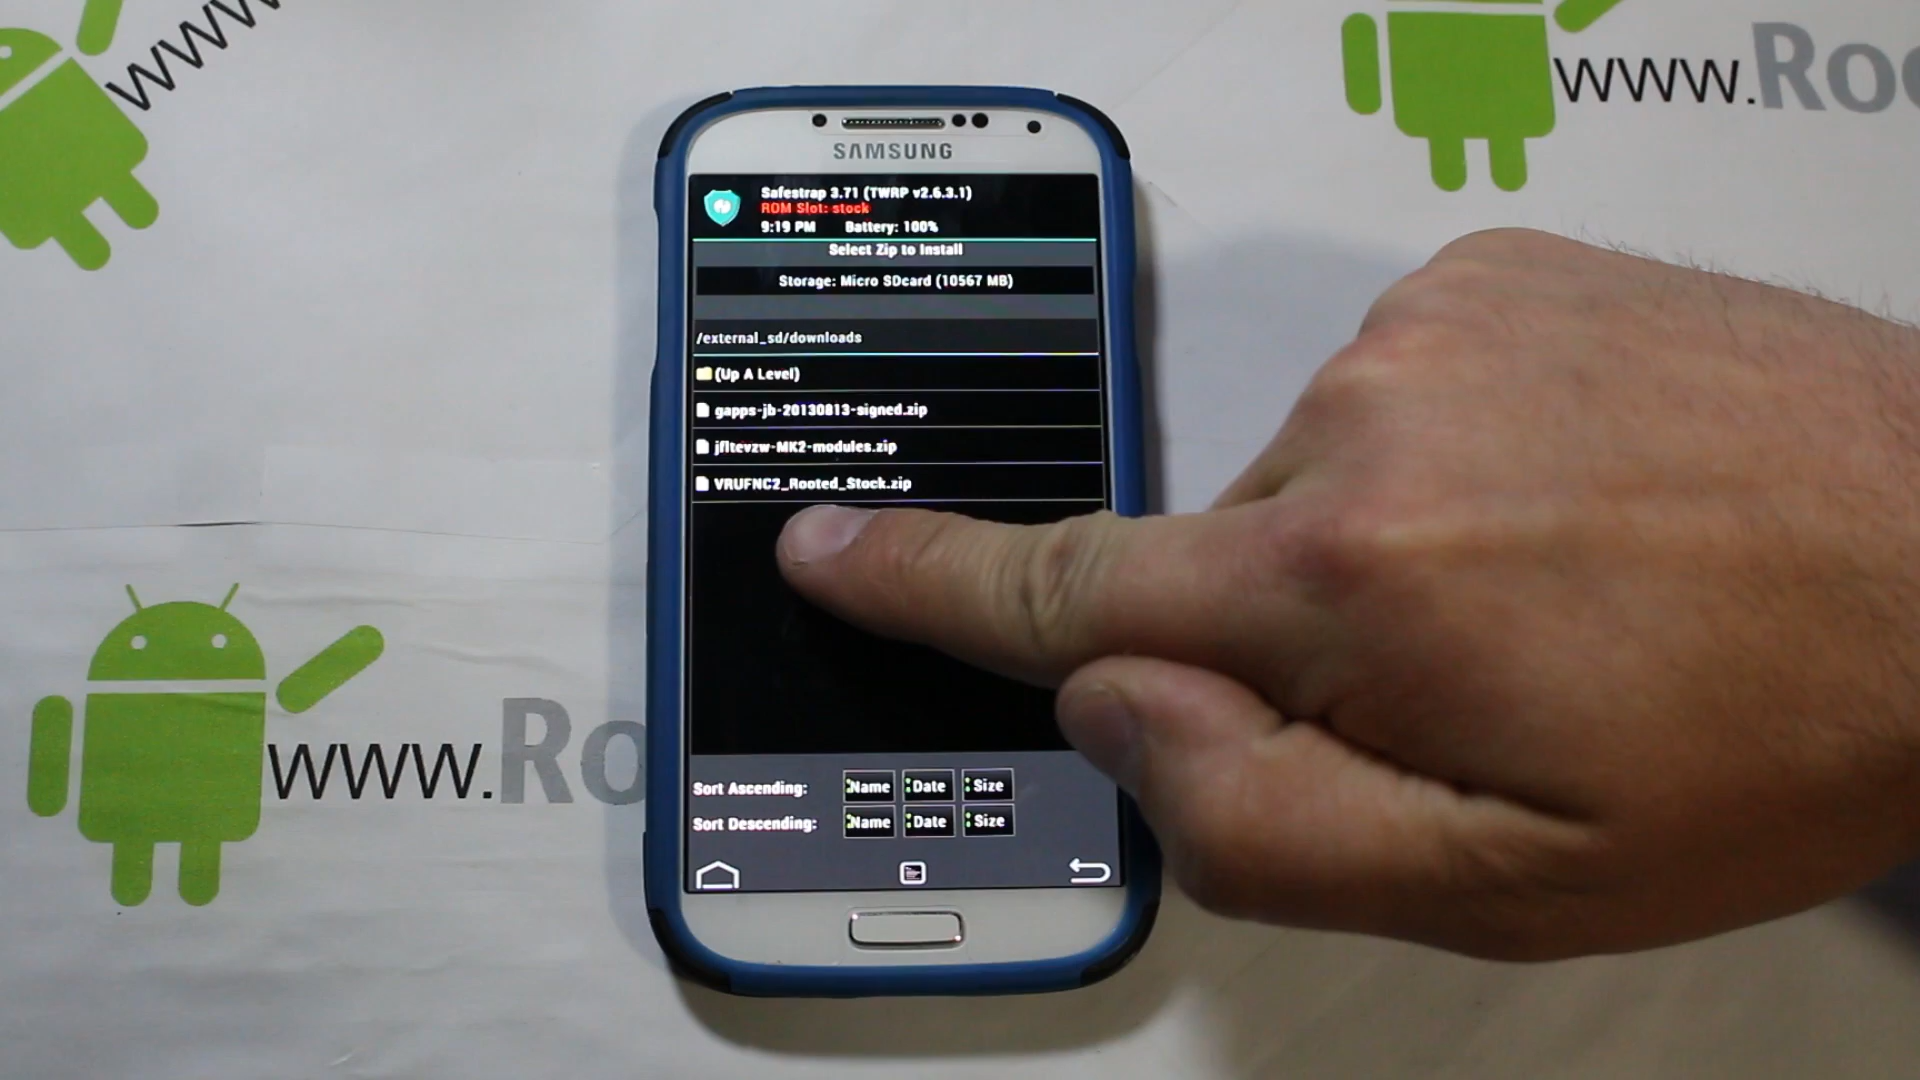 www
www.Roo
SAMSUNG
Safestrap 3.71 (TWRP v2.6.3.1)
ROM Slot: stock
9:19 PM Battery: 100%
Select Zip to Install
Storage: Micro SDcard (10567 MB)
/external_sd/downloads
(Up A Level)
gapps-jb-20130813-signed.zip
jfltevzw-MK2-modules.zip
VRUFNC2_Rooted_Stock.zip
www.Ro
Sort Ascending: Name Date Size
Sort Descending: Name Date Size